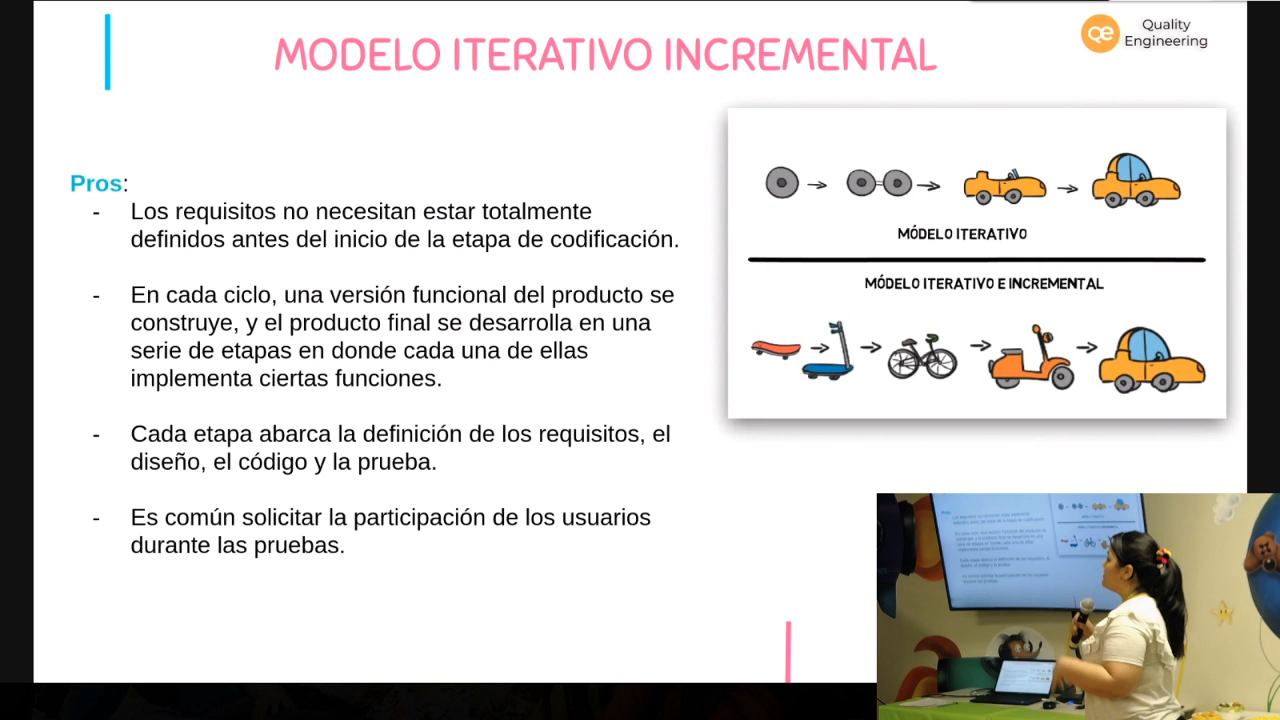 MODELO ITERATIVO INCREMENTAL
Quality
Engineering
qe
Pros:
- Los requisitos no necesitan estar totalmente
definidos antes del inicio de la etapa de codificación.
- En cada ciclo, una versión funcional del producto se
construye, y el producto final se desarrolla en una
serie de etapas en donde cada una de ellas
implementa ciertas funciones.
- Cada etapa abarca la definición de los requisitos, el
diseño, el código y la prueba.
- Es común solicitar la participación de los usuarios
durante las pruebas.
MÓDELO ITERATIVO
MÓDELO ITERATIVO E INCREMENTAL